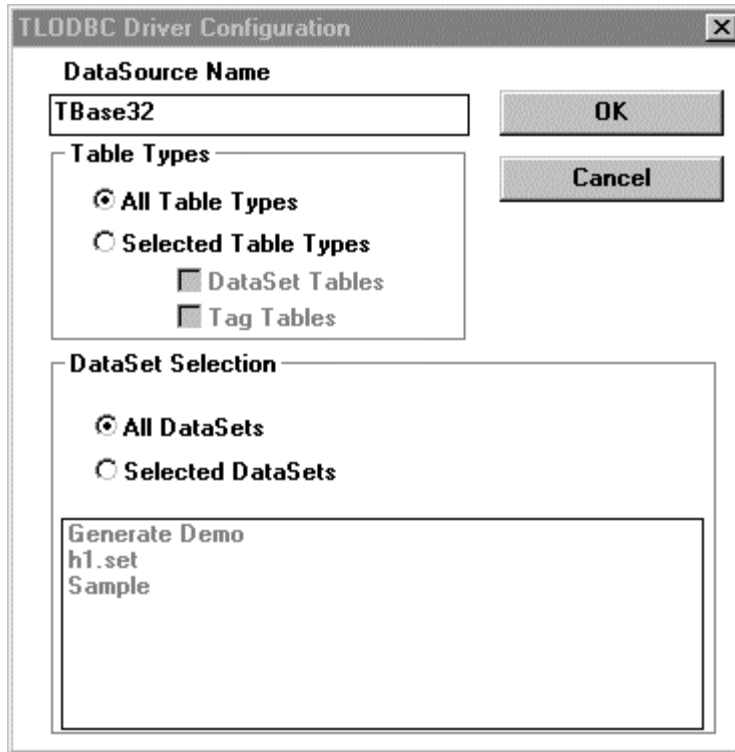 TLODBC Driver Configuration
DataSource Name
TBase32
OK
Table Types
Cancel
All Table Types
Selected Table Types
DataSet Tables
Tag Tables
DataSet Selection
All DataSets
Selected DataSets
Generate Demo
h1.set
Sample